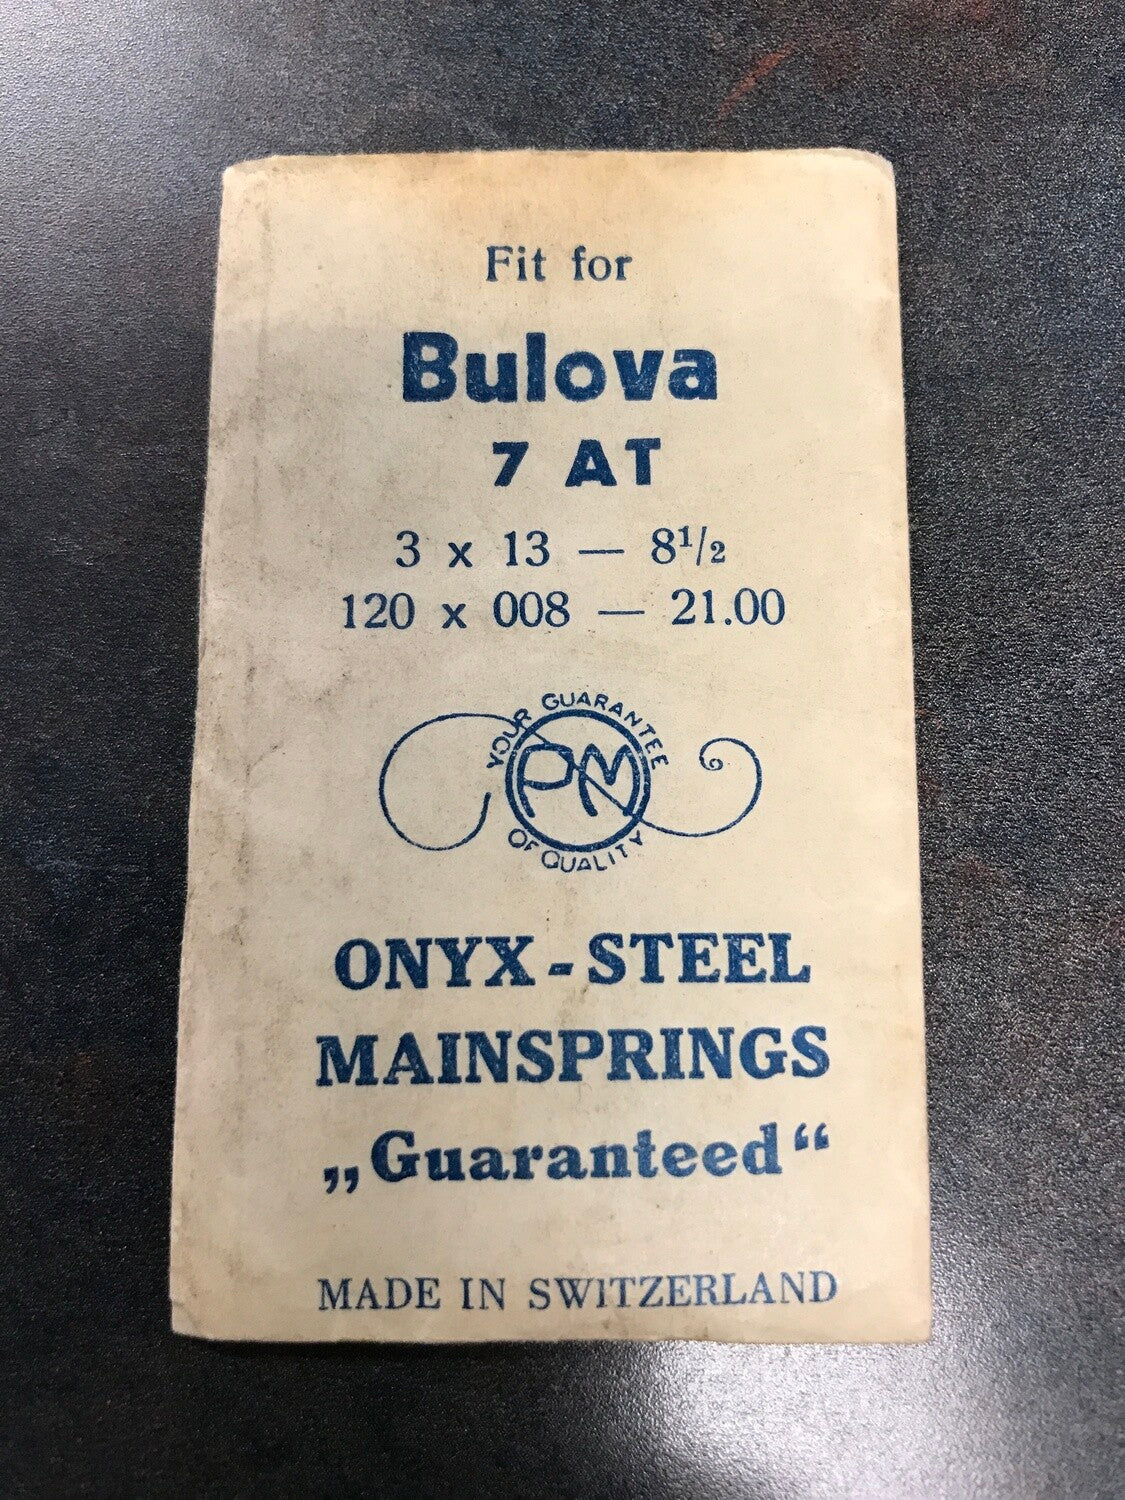 Fit for
Bulova
7 AT
3 x 13 — 8½
120 x 008 — 21.00
YOUR GUARANTEE
PM
OF QUALITY
ONYX-STEEL
MAINSPRINGS
„Guaranteed“
MADE IN SWITZERLAND